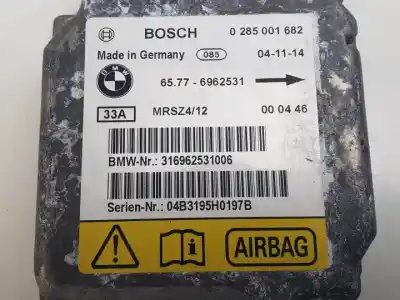 BOSCH 0 285 001 682
Made in Germany 085 04-11-14
BMW 65.77 - 6962531
33A MRSZ4/12 00 04 46
BMW-Nr.: 316962531006
Serien-Nr.: 04B3195H0197B
AIRBAG